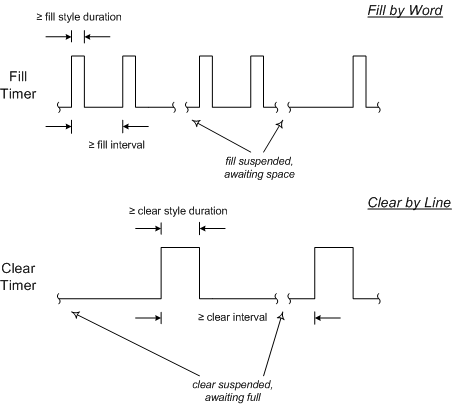 ≥ fill style duration
Fill by Word
Fill
Timer
≥ fill interval
fill suspended,
awaiting space
≥ clear style duration
Clear by Line
Clear
Timer
≥ clear interval
clear suspended,
awaiting full